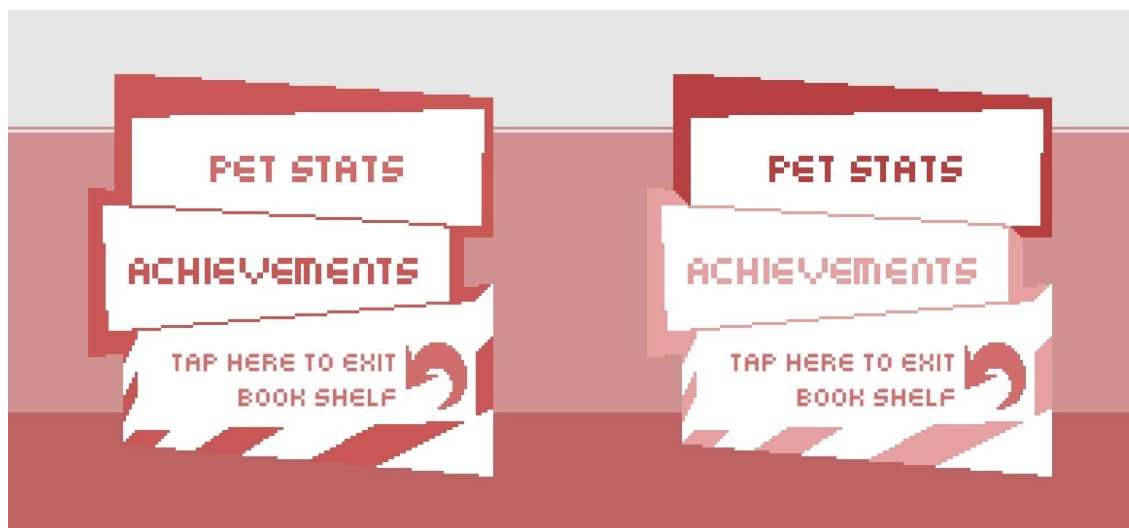 PET STATS
ACHIEVEMENTS
TAP HERE TO EXIT
BOOK SHELF
PET STATS
ACHIEVEMENTS
TAP HERE TO EXIT
BOOK SHELF